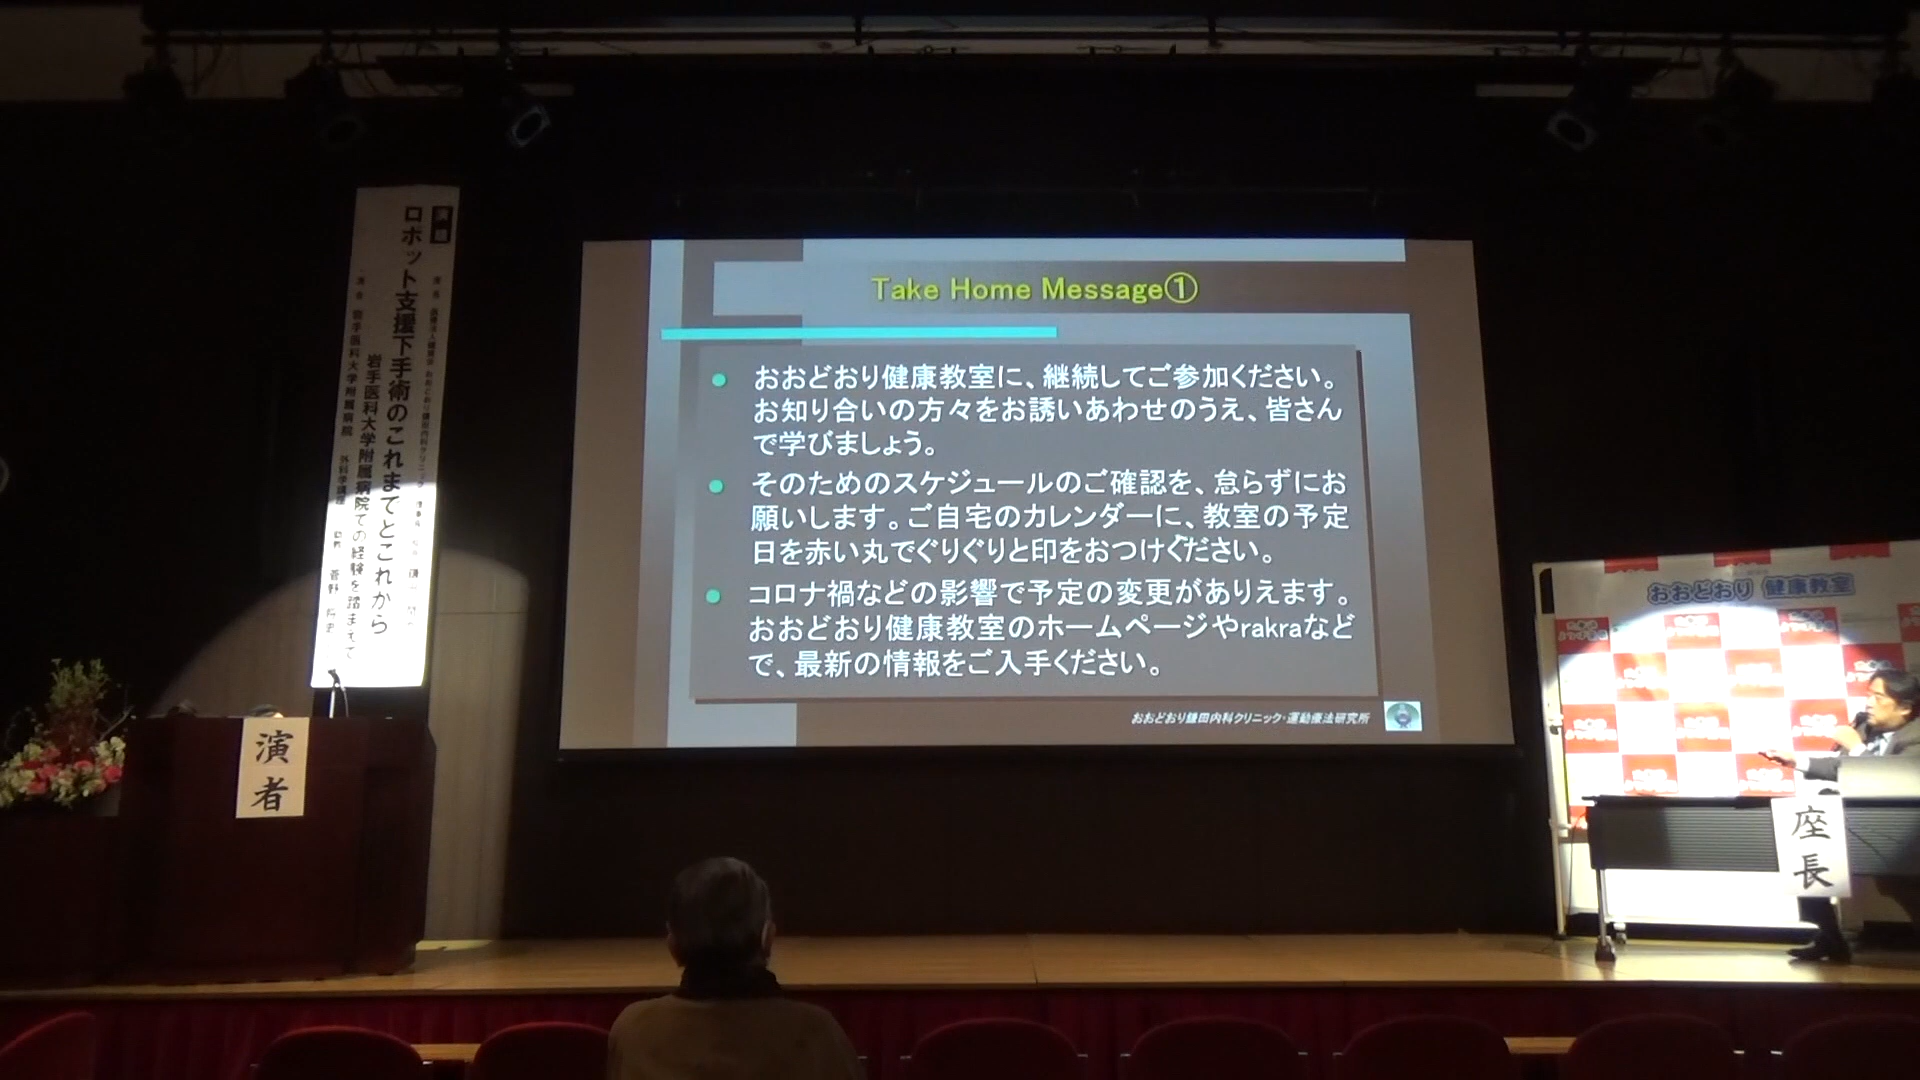 演題
ロボット支援下手術のこれまでとこれから
岩手医科大学附属病院での経験を踏まえて
岩手医科大学附属病院
Take Home Message①
● おおどおり健康教室に、継続してご参加ください。
お知り合いの方々をお誘いあわせのうえ、皆さん
で学びましょう。
● そのためのスケジュールのご確認を、怠らずにお
願いします。ご自宅のカレンダーに、教室の予定
日を赤い丸でぐりぐりと印をおつけください。
● コロナ禍などの影響で予定の変更がありえます。
おおどおり健康教室のホームページやrakraなど
で、最新の情報をご入手ください。
おおどおり鎌田内科クリニック・運動療法研究所
演者
おおどおり 健康教室
座長